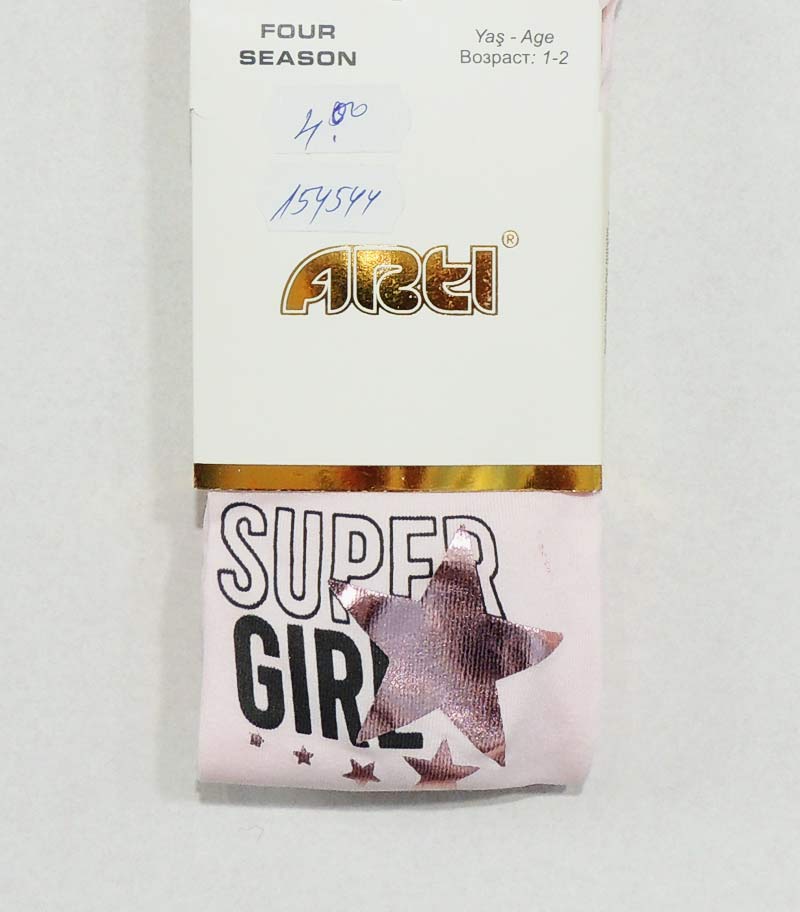 FOUR
SEASON
Yaş - Age
Возраст: 1-2
4.00
154544
ARTI®
SUPER
GIRL